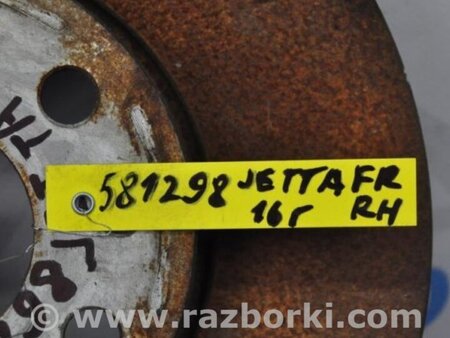 581298 JETTA FR
16г RH
www.razborki.com